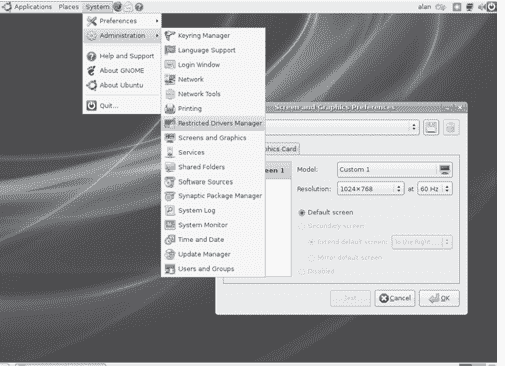 Applications Places System
alan
Preferences
Administration
Help and Support
About GNOME
About Ubuntu
Quit...
Keyring Manager
Language Support
Login Window
Network
Network Tools
Printing
Restricted Drivers Manager
Screens and Graphics
Services
Shared Folders
Software Sources
Synaptic Package Manager
System Log
System Monitor
Time and Date
Update Manager
Users and Groups
Screen and Graphics Preferences
phics Card
een 1
Model: Custom 1
Resolution: 1024×768 at 60 Hz
Default screen
Secondary screen
Extend default screen: to the Right
Mirror default screen
Disabled
Test Cancel OK